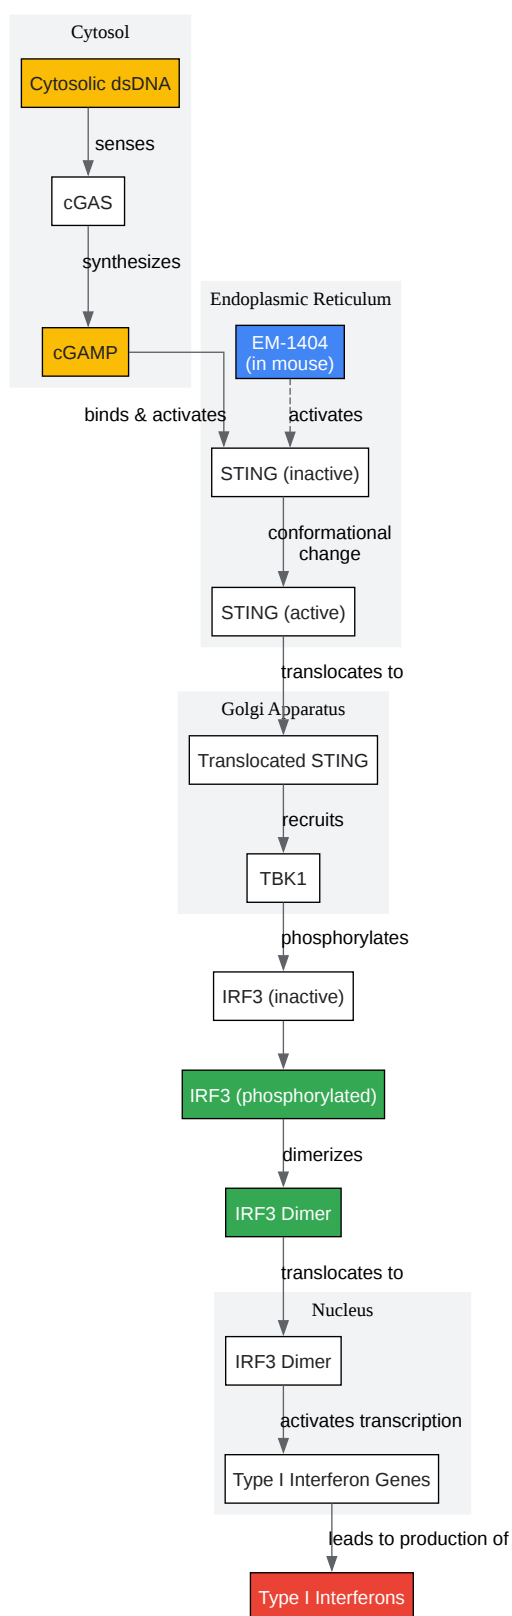 Cytosol
Cytosolic dsDNA
senses
cGAS
synthesizes
Endoplasmic Reticulum
EM-1404
(in mouse)
cGAMP
binds & activates
activates
STING (inactive)
conformational
change
STING (active)
translocates to
Golgi Apparatus
Translocated STING
recruits
TBK1
phosphorylates
IRF3 (inactive)
IRF3 (phosphorylated)
dimerizes
IRF3 Dimer
translocates to
Nucleus
IRF3 Dimer
activates transcription
Type I Interferon Genes
leads to production of
Type I Interferons